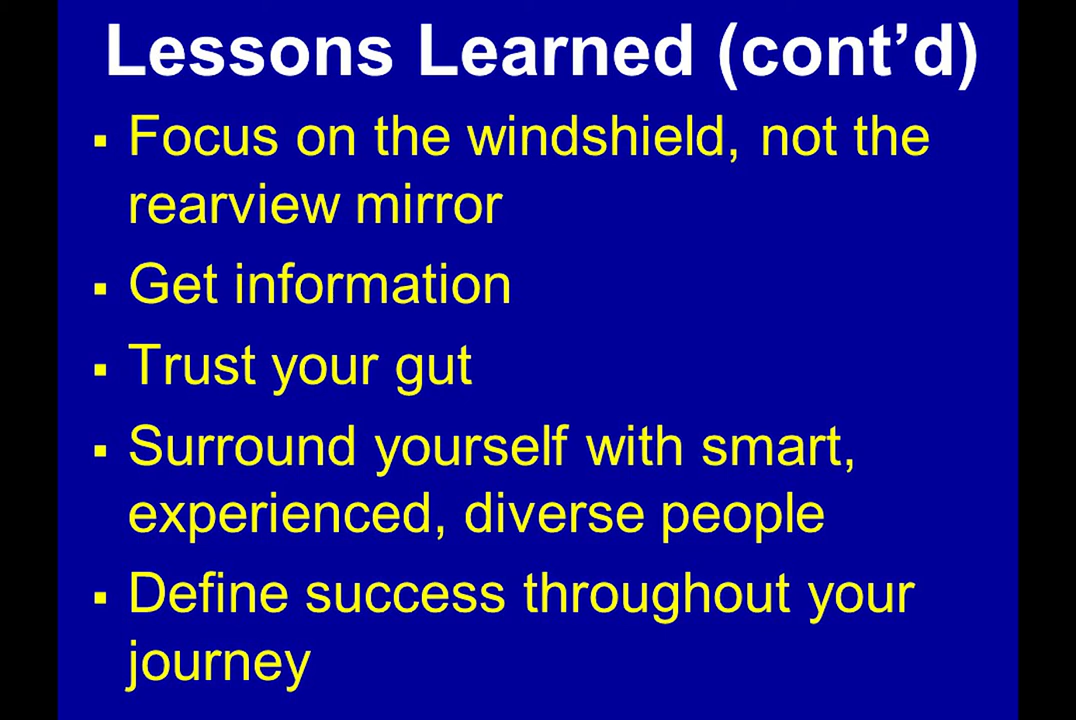 Lessons Learned (cont’d)
▪ Focus on the windshield, not the
rearview mirror
▪ Get information
▪ Trust your gut
▪ Surround yourself with smart,
experienced, diverse people
▪ Define success throughout your
journey